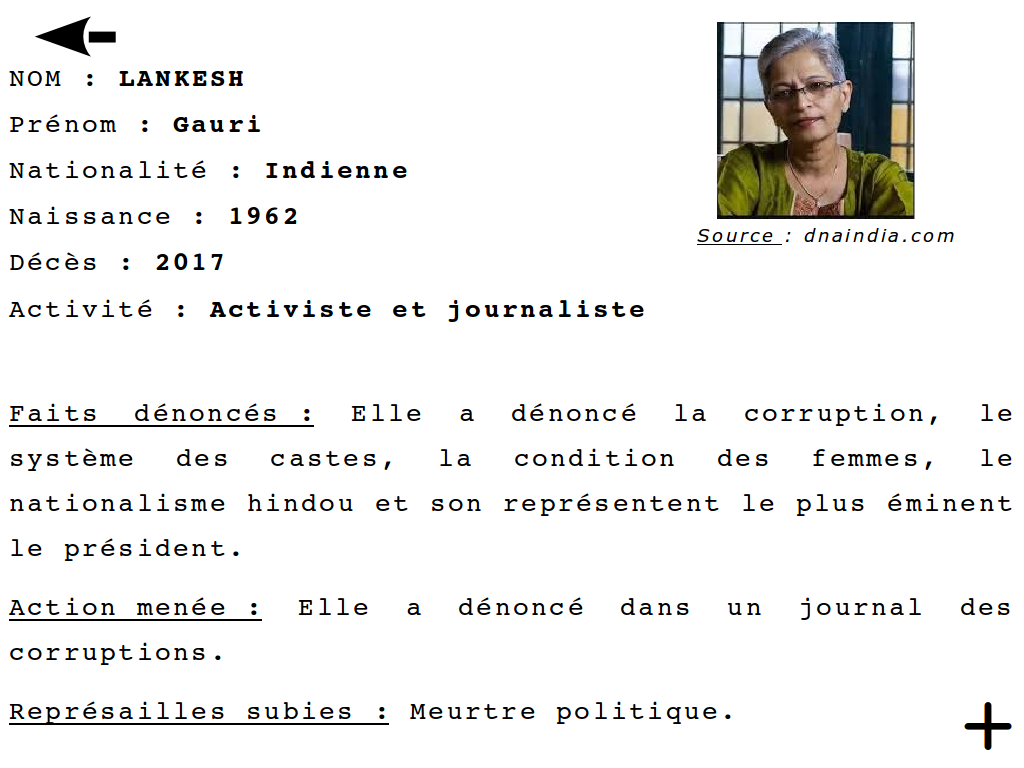 NOM : LANKESH
Prénom : Gauri
Nationalité : Indienne
Naissance : 1962
Source : dnaindia.com
Décès : 2017
Activité : Activiste et journaliste
Faits dénoncés : Elle a dénoncé la corruption, le
système des castes, la condition des femmes, le
nationalisme hindou et son représentent le plus éminent
le président.
Action menée : Elle a dénoncé dans un journal des
corruptions.
Représailles subies : Meurtre politique.